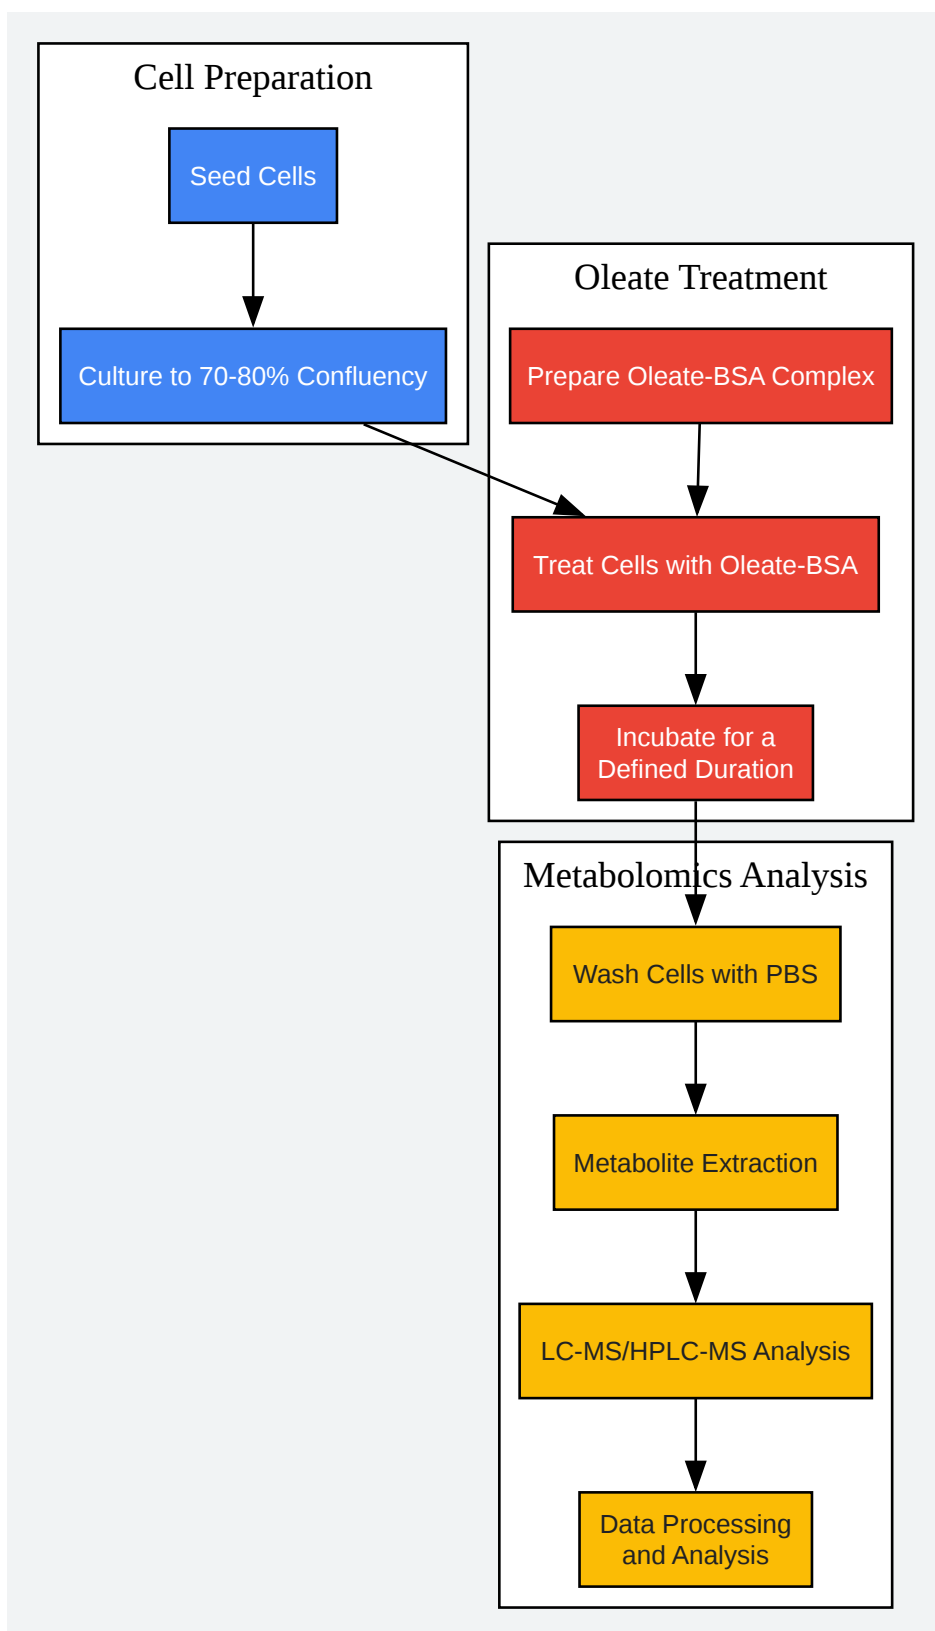 Cell Preparation
Seed Cells
Culture to 70-80% Confluency
Oleate Treatment
Prepare Oleate-BSA Complex
Treat Cells with Oleate-BSA
Incubate for a
Defined Duration
Metabolomics Analysis
Wash Cells with PBS
Metabolite Extraction
LC-MS/HPLC-MS Analysis
Data Processing
and Analysis